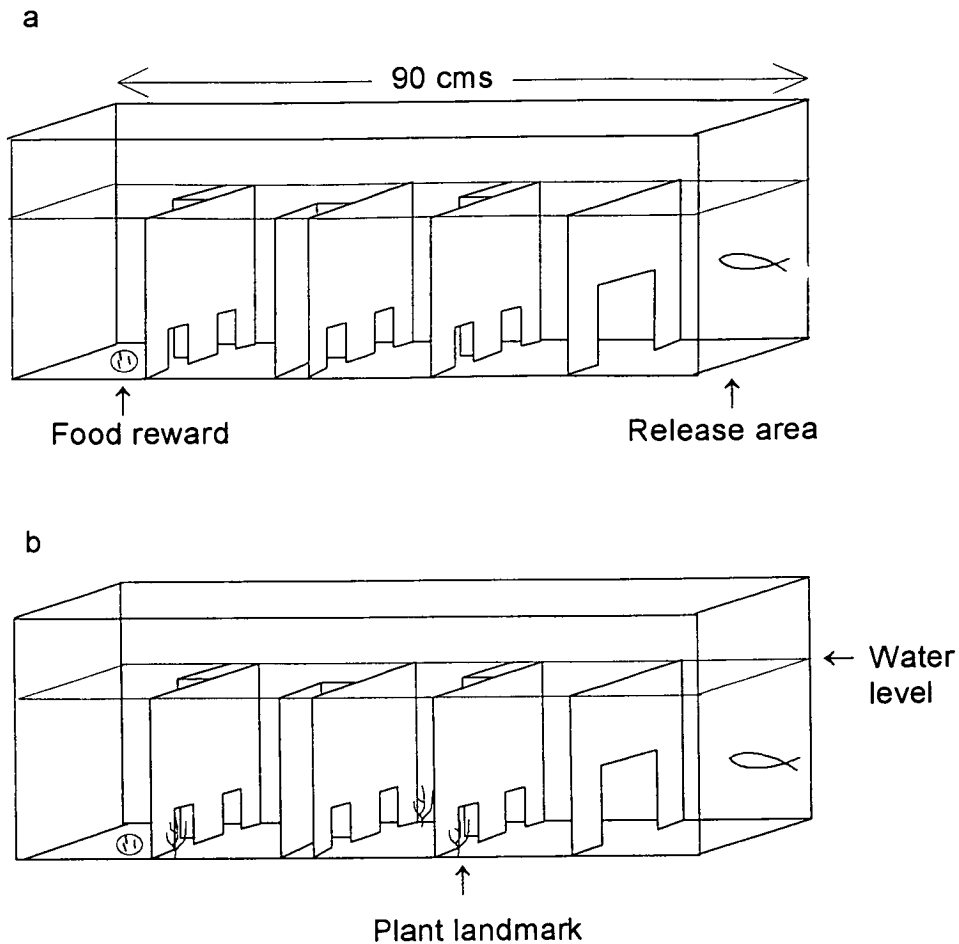 a
90 cms
Food reward
Release area
b
Water
level
Plant landmark